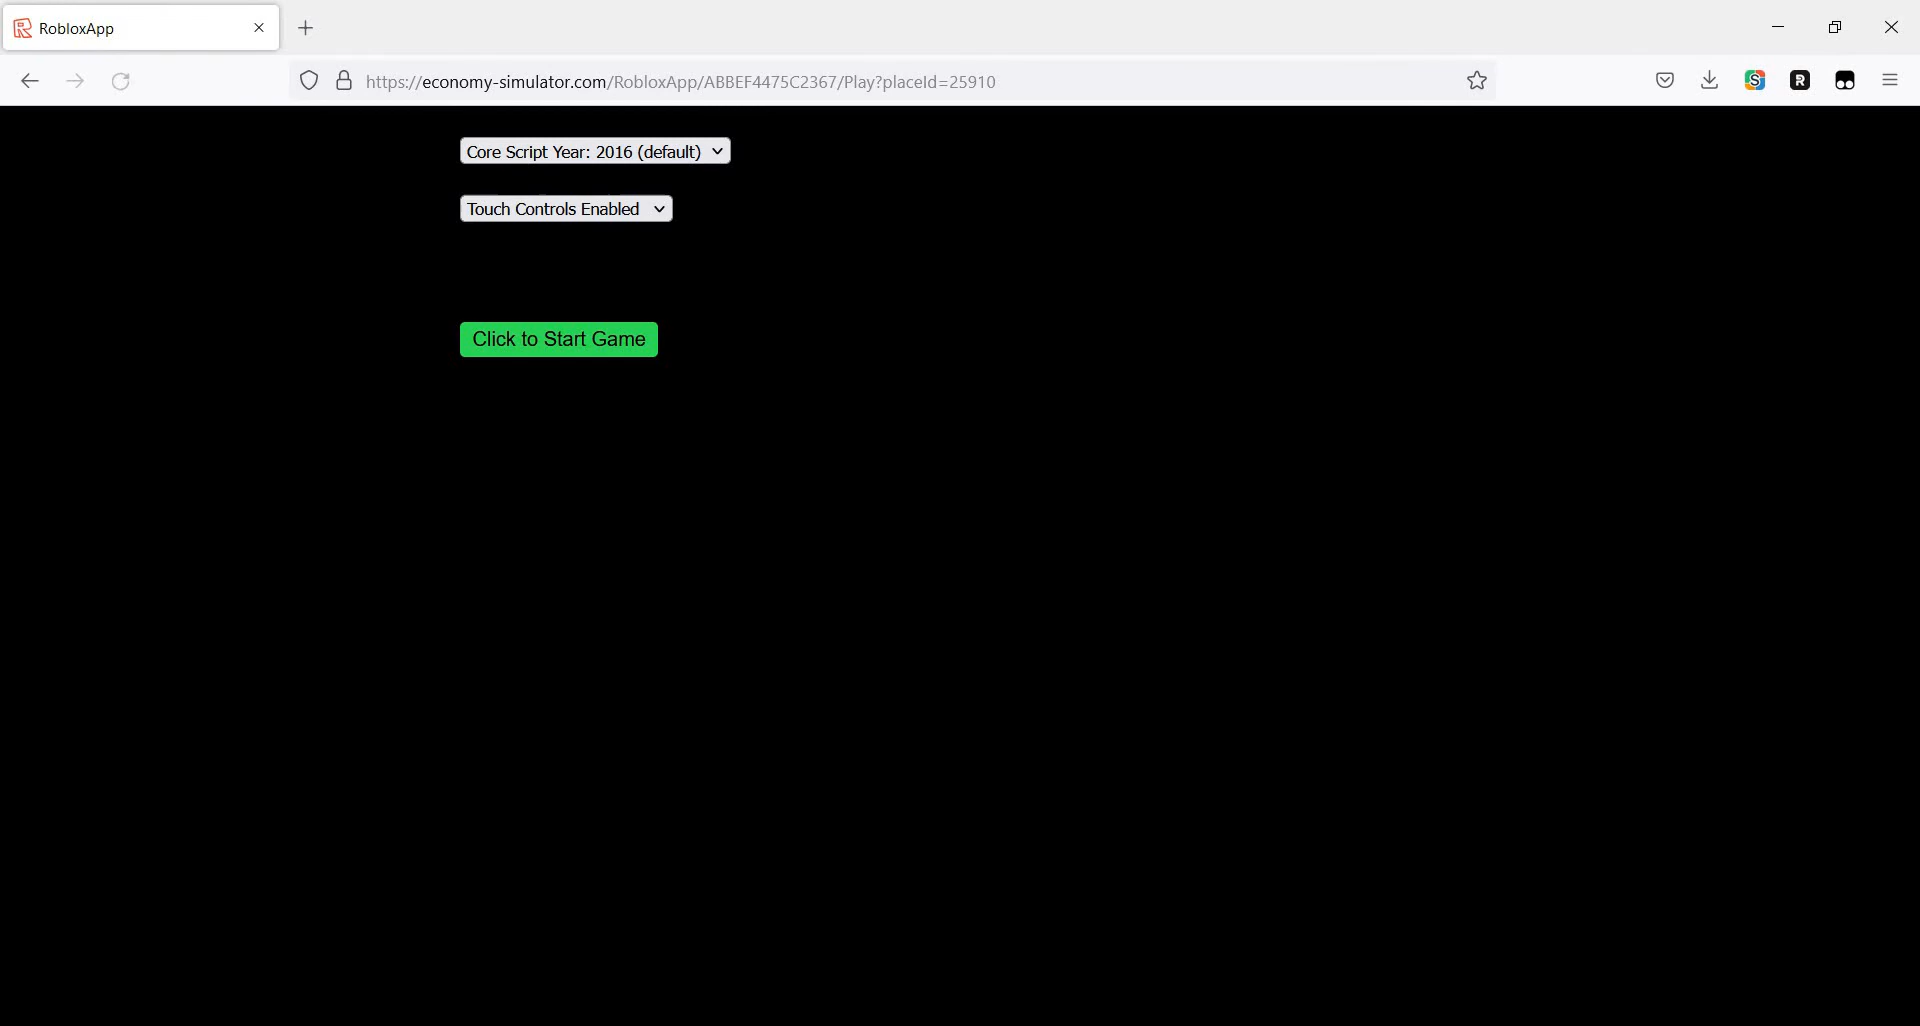 RobloxApp
https://economy-simulator.com/RobloxApp/ABBEF4475C2367/Play?placeId=25910
Core Script Year: 2016 (default)
Touch Controls Enabled
Click to Start Game